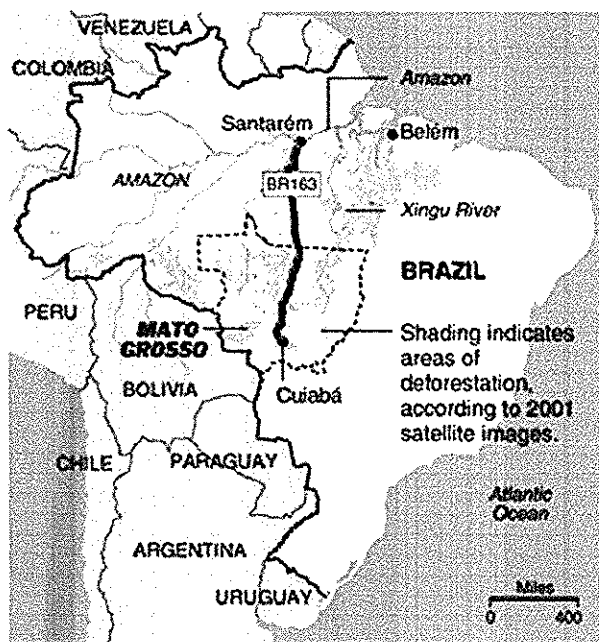 VENEZUELA
COLOMBIA
Amazon
Santarém
Belém
AMAZON
BR163
Xingu River
BRAZIL
PERU
MATO
GROSSO
Shading indicates
areas of
deforestation,
according to 2001
satellite images.
BOLIVIA
Cuiabá
CHILE
PARAGUAY
Atlantic
Ocean
ARGENTINA
URUGUAY
Miles
0 400